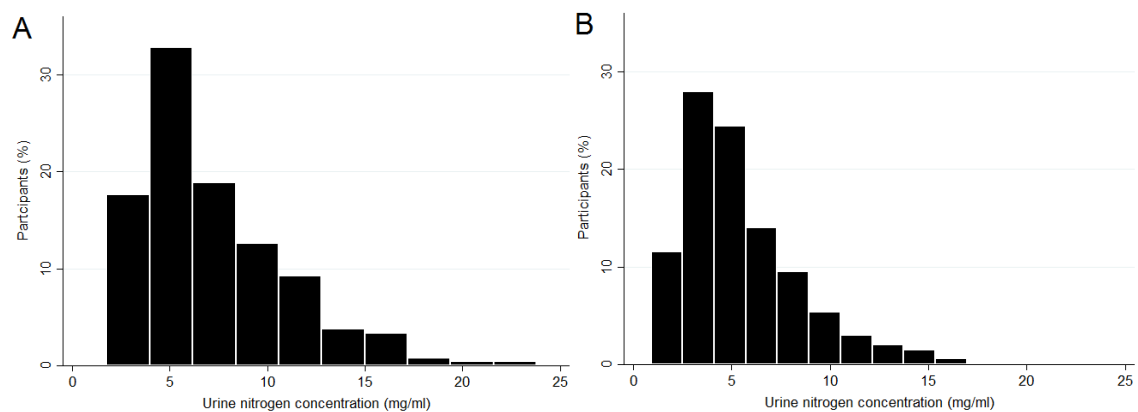 A
Partcipants (%)
30
20
10
0
0 5 10 15 20 25
Urine nitrogen concentration (mg/ml)
B
Participants (%)
30
20
10
0
0 5 10 15 20 25
Urine nitrogen concentration (mg/ml)